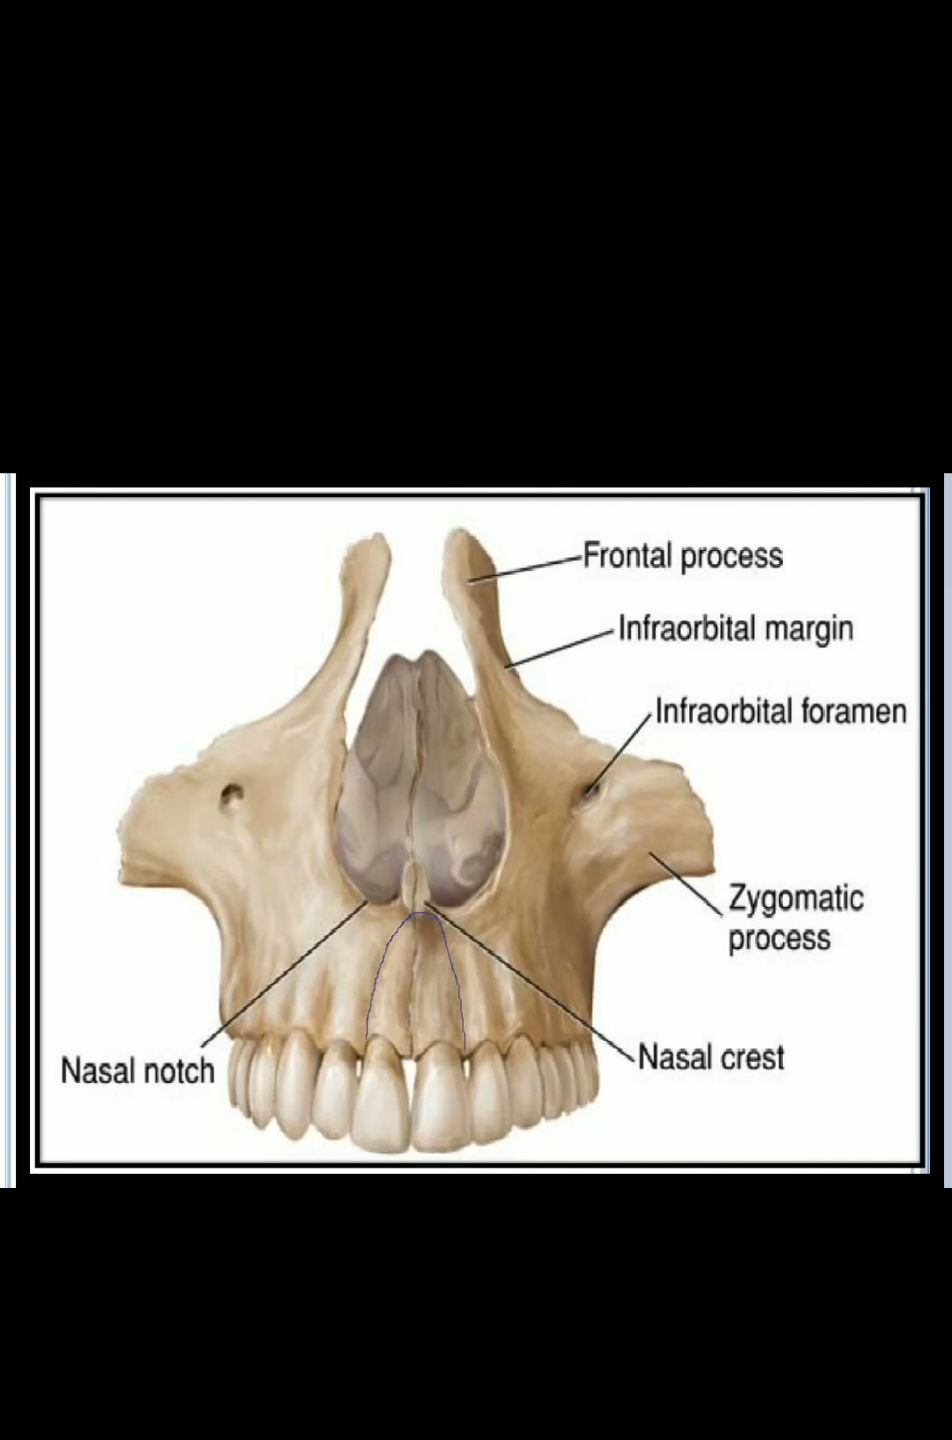 Frontal process
Infraorbital margin
Infraorbital foramen
Zygomatic
process
Nasal notch
Nasal crest